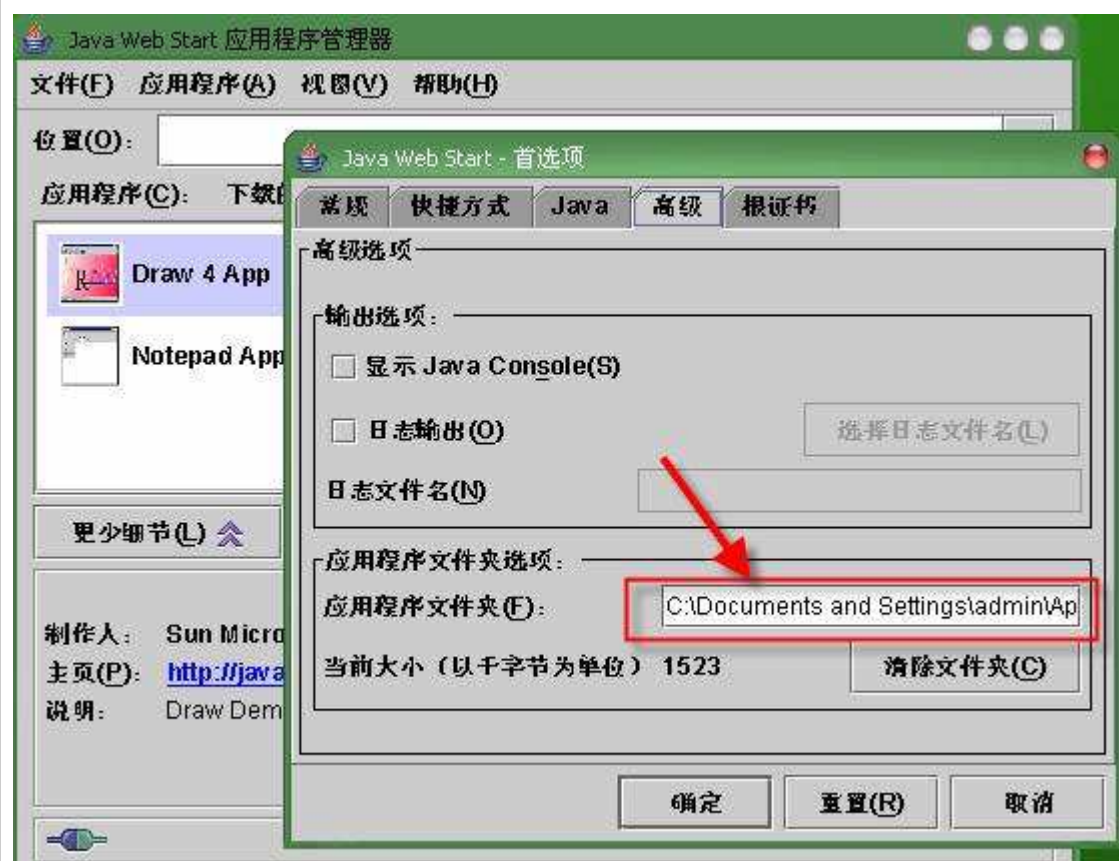 Java Web Start 应用程序管理器
文件(F) 应用程序(A) 视图(V) 帮助(H)
位置(O):
应用程序(C): 下载
Draw 4 App
Notepad App
更少细节(L)
制作人: Sun Micro
主页(P): http://java
说明: Draw Dem
Java Web Start - 首选项
常规 快捷方式 Java 高级 根证书
高级选项
输出选项:
显示 Java Console(S)
日志输出(O) 选择日志文件名(L)
日志文件名(N)
应用程序文件夹选项:
应用程序文件夹(F): C:\Documents and Settings\admin\Ap
当前大小（以千字节为单位） 1523 清除文件夹(C)
确定 重置(R) 取消